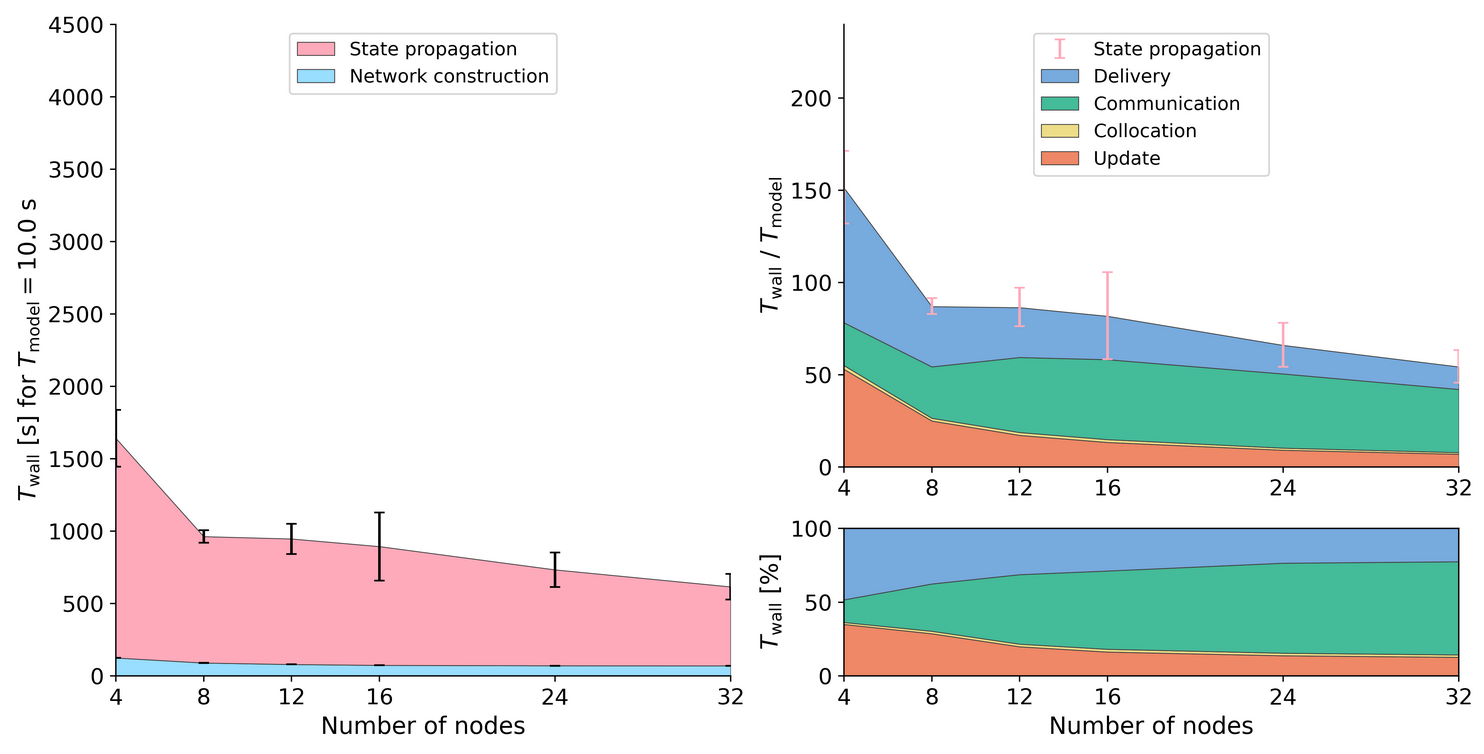 4500
4000
3500
3000
2500
2000
1500
1000
500
0
T_wall [s] for T_model = 10.0 s
State propagation
Network construction
4 8 12 16 24 32
Number of nodes
200
150
100
50
0
T_wall / T_model
State propagation
Delivery
Communication
Collocation
Update
4 8 12 16 24 32
100
50
0
T_wall [%]
4 8 12 16 24 32
Number of nodes